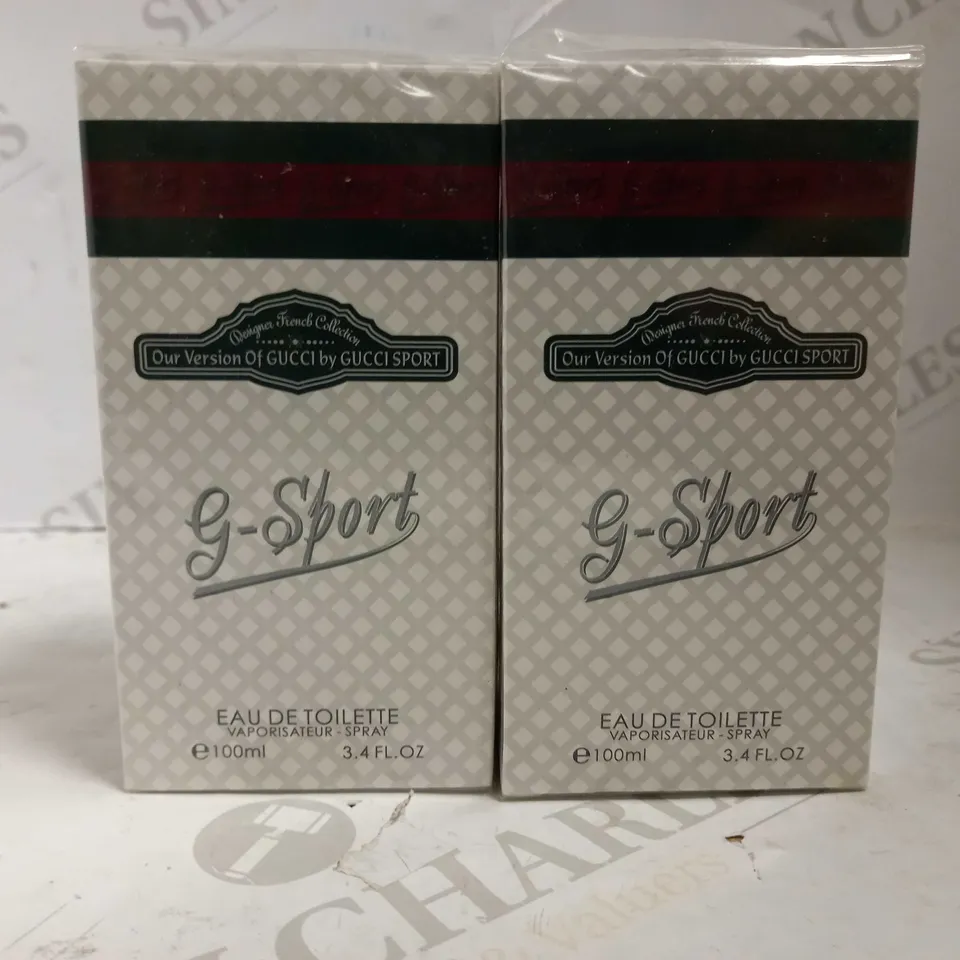 Designer French Collection
Our Version Of GUCCI by GUCCI SPORT
G-Sport
EAU DE TOILETTE
VAPORISATEUR - SPRAY
℮100ml 3.4 FL.OZ
Designer French Collection
Our Version Of GUCCI by GUCCI SPORT
G-Sport
EAU DE TOILETTE
VAPORISATEUR - SPRAY
℮100ml 3.4 FL.OZ